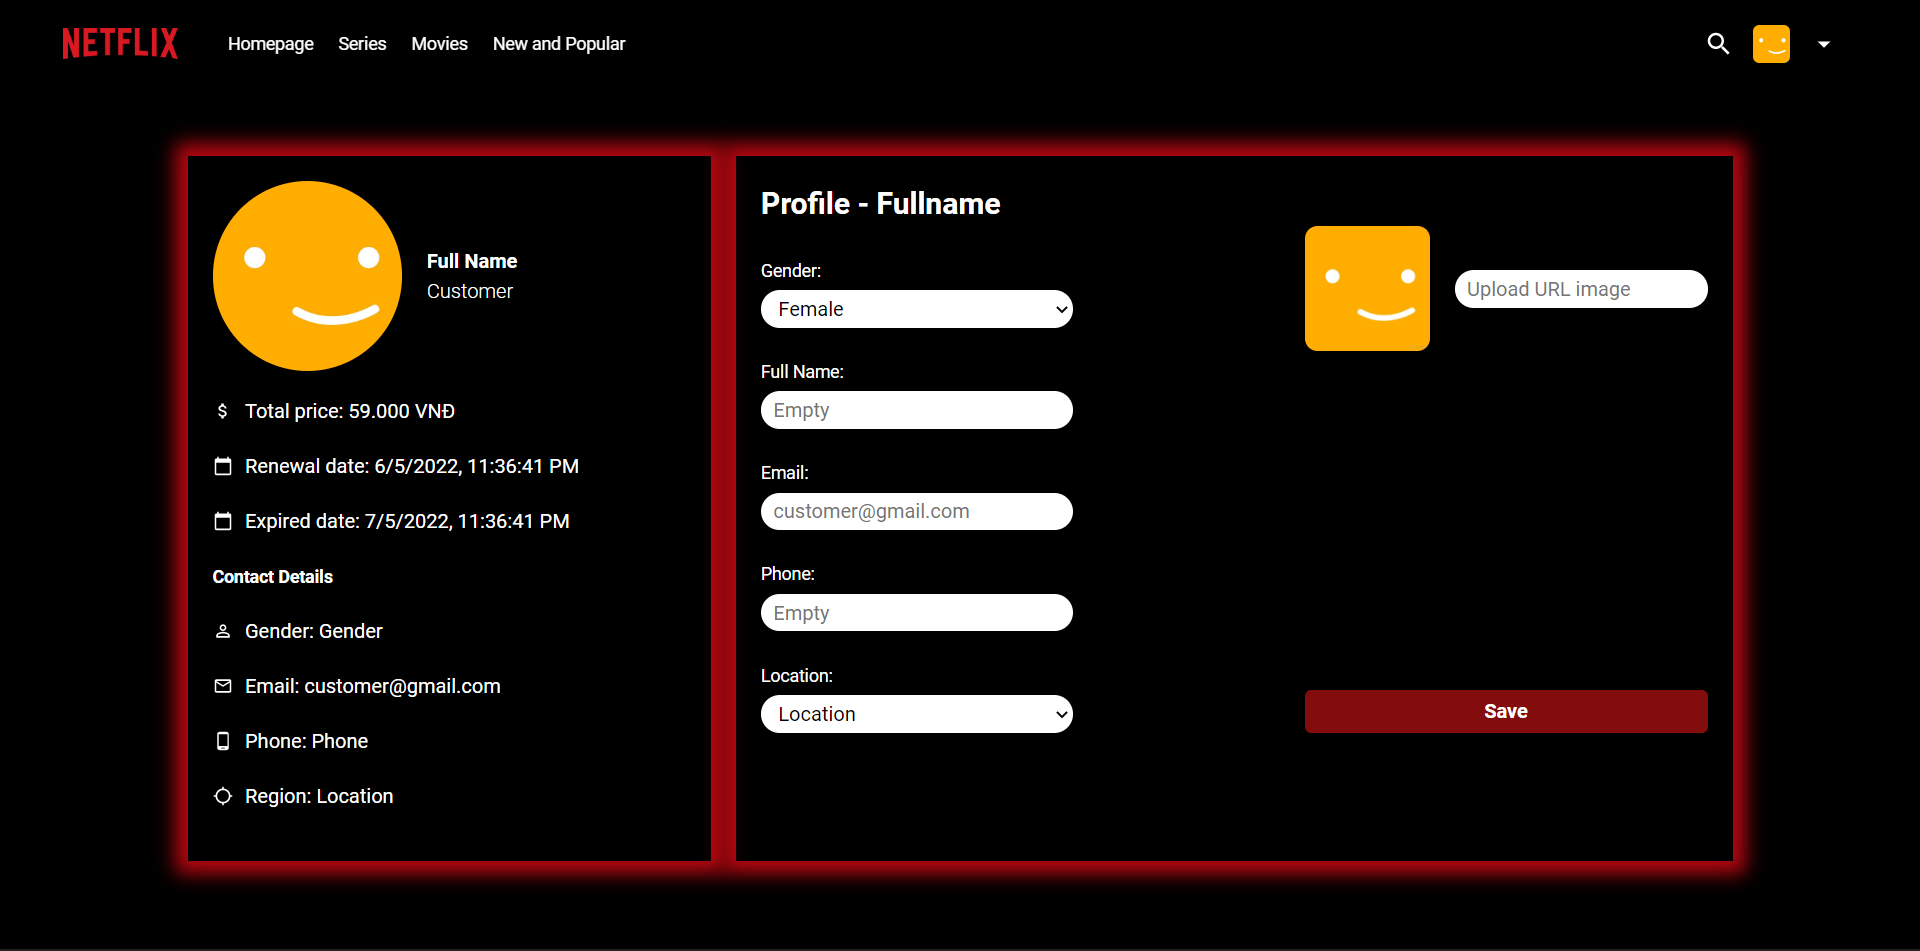 NETFLIX Homepage Series Movies New and Popular
Full Name
Customer
Total price: 59.000 VNĐ
Renewal date: 6/5/2022, 11:36:41 PM
Expired date: 7/5/2022, 11:36:41 PM
Contact Details
Gender: Gender
Email: customer@gmail.com
Phone: Phone
Region: Location
Profile - Fullname
Gender:
Female
Full Name:
Empty
Email:
customer@gmail.com
Phone:
Empty
Location:
Location
Upload URL image
Save